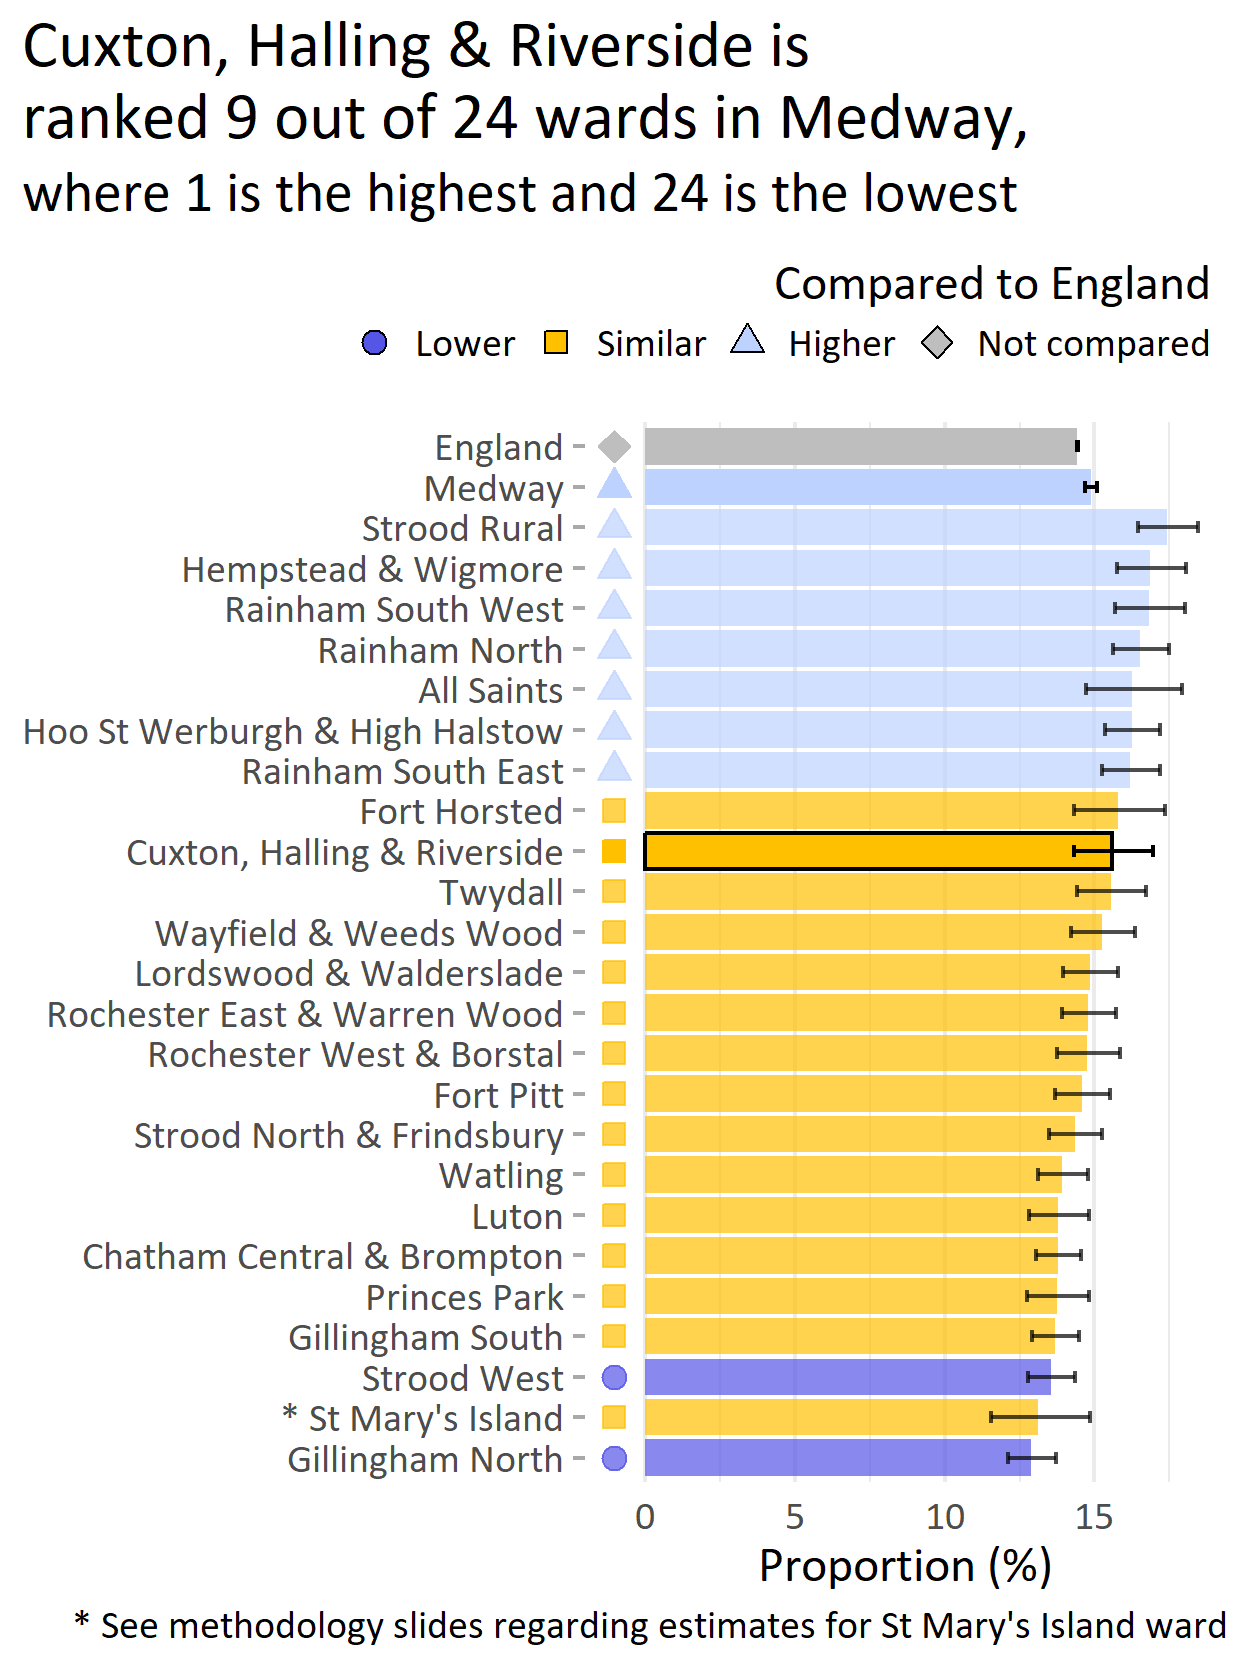 Cuxton, Halling & Riverside is
ranked 9 out of 24 wards in Medway,
where 1 is the highest and 24 is the lowest
Compared to England
Lower Similar Higher Not compared
England
Medway
Strood Rural
Hempstead & Wigmore
Rainham South West
Rainham North
All Saints
Hoo St Werburgh & High Halstow
Rainham South East
Fort Horsted
Cuxton, Halling & Riverside
Twydall
Wayfield & Weeds Wood
Lordswood & Walderslade
Rochester East & Warren Wood
Rochester West & Borstal
Fort Pitt
Strood North & Frindsbury
Watling
Luton
Chatham Central & Brompton
Princes Park
Gillingham South
Strood West
* St Mary's Island
Gillingham North
0 5 10 15
Proportion (%)
* See methodology slides regarding estimates for St Mary's Island ward